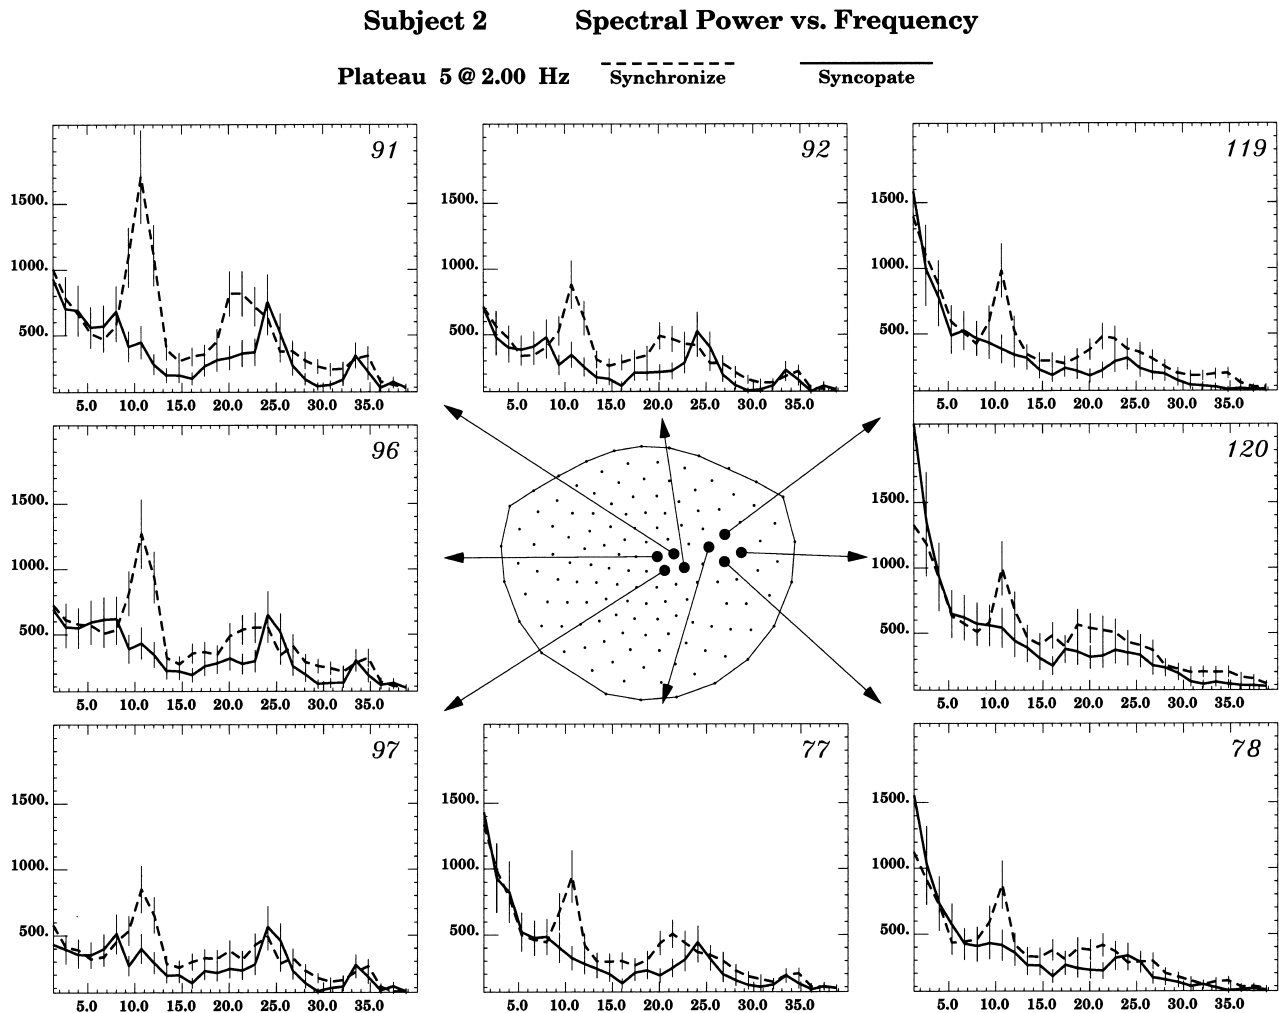 Subject 2 Spectral Power vs. Frequency
Plateau 5 @ 2.00 Hz Synchronize Syncopate
91 92 119
1500. 1500. 1500.
1000. 1000. 1000.
500. 500. 500.
5.0 10.0 15.0 20.0 25.0 30.0 35.0 5.0 10.0 15.0 20.0 25.0 30.0 35.0 5.0 10.0 15.0 20.0 25.0 30.0 35.0
96 120
1500. 1500.
1000. 1000.
500. 500.
5.0 10.0 15.0 20.0 25.0 30.0 35.0 5.0 10.0 15.0 20.0 25.0 30.0 35.0
97 77 78
1500. 1500. 1500.
1000. 1000. 1000.
500. 500. 500.
5.0 10.0 15.0 20.0 25.0 30.0 35.0 5.0 10.0 15.0 20.0 25.0 30.0 35.0 5.0 10.0 15.0 20.0 25.0 30.0 35.0